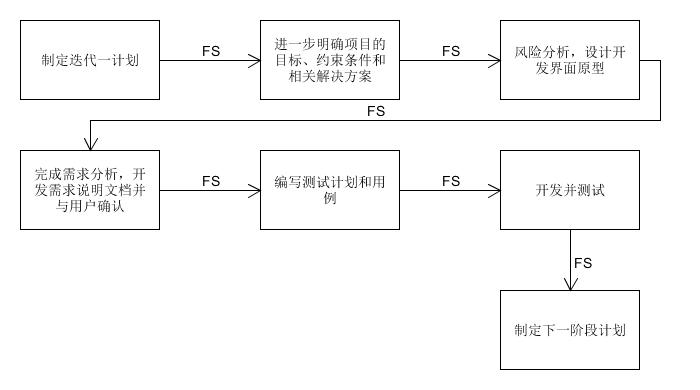 制定迭代一计划
FS
进一步明确项目的
目标、约束条件和
相关解决方案
FS
风险分析，设计开
发界面原型
FS
完成需求分析，开
发需求说明文档并
与用户确认
FS
编写测试计划和用
例
FS
开发并测试
FS
制定下一阶段计划